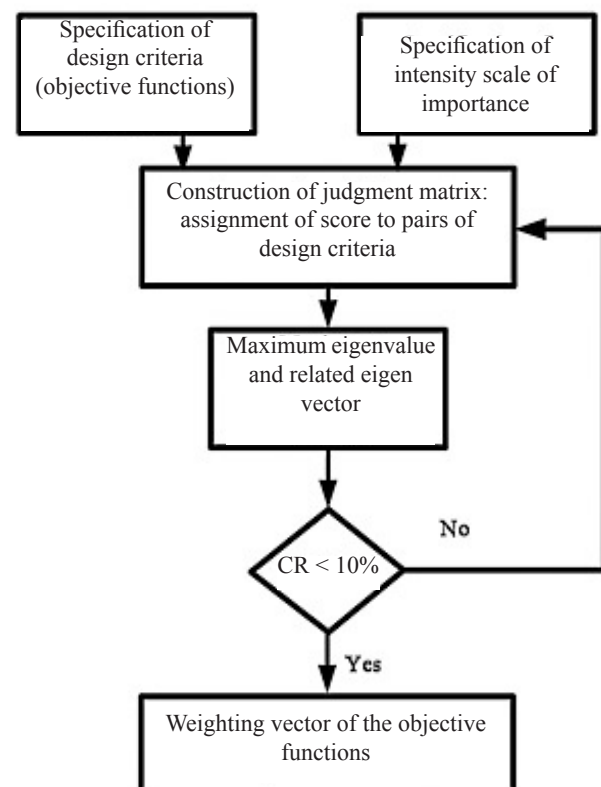 Specification of
design criteria
(objective functions)
Specification of
intensity scale of
importance
Construction of judgment matrix:
assignment of score to pairs of
design criteria
Maximum eigenvalue
and related eigen
vector
No
CR < 10%
Yes
Weighting vector of the objective
functions